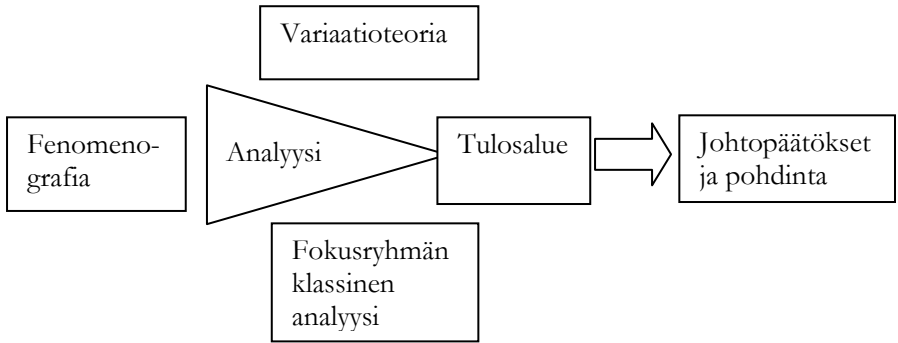 Variaatioteoria
Fenomeno-
grafia
Analyysi
Tulosalue
Johtopäätökset
ja pohdinta
Fokusryhmän
klassinen
analyysi